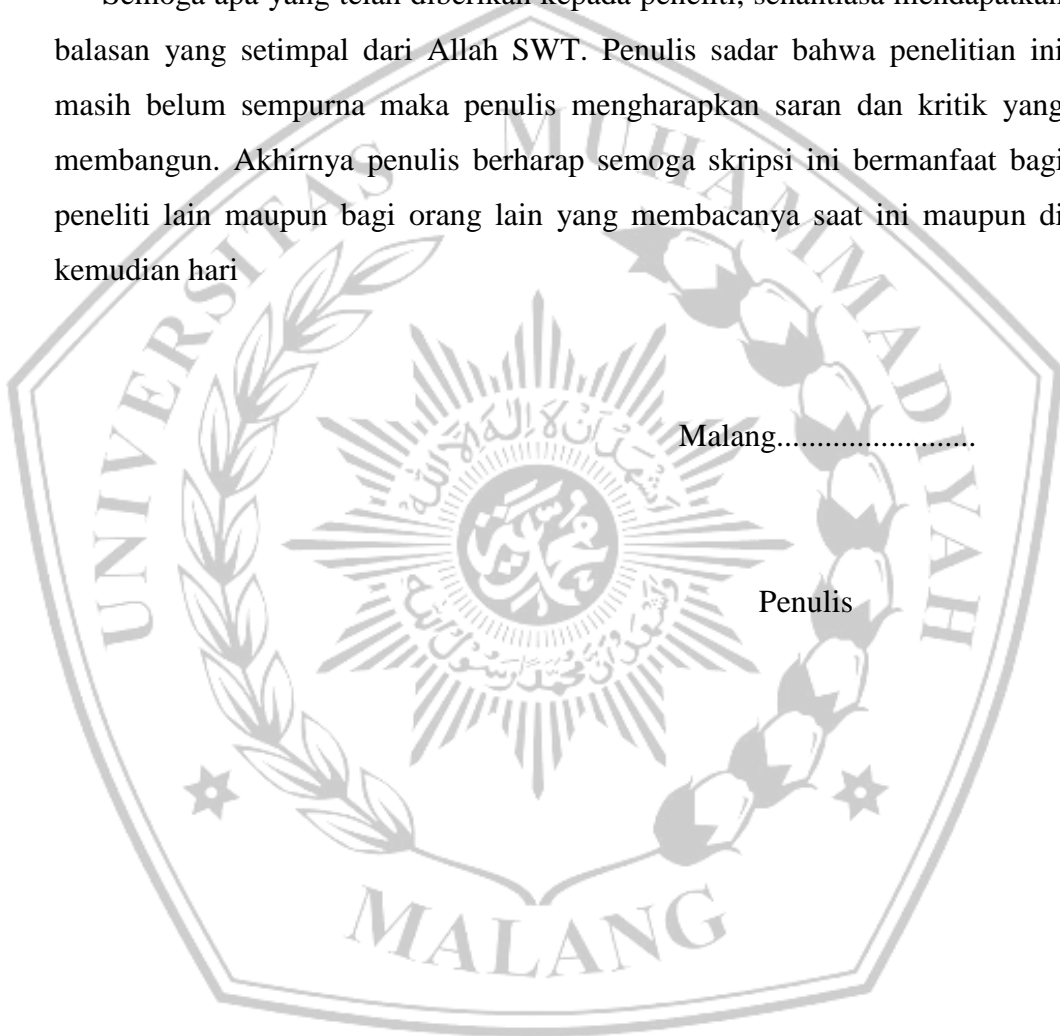 Semoga apa yang telah diberikan kepada peneliti, senantiasa mendapatkan
balasan yang setimpal dari Allah SWT. Penulis sadar bahwa penelitian ini
masih belum sempurna maka penulis mengharapkan saran dan kritik yang
membangun. Akhirnya penulis berharap semoga skripsi ini bermanfaat bagi
peneliti lain maupun bagi orang lain yang membacanya saat ini maupun di
kemudian hari
Malang.........................
Penulis
UNIVERSITAS MUHAMMADIYAH
MALANG